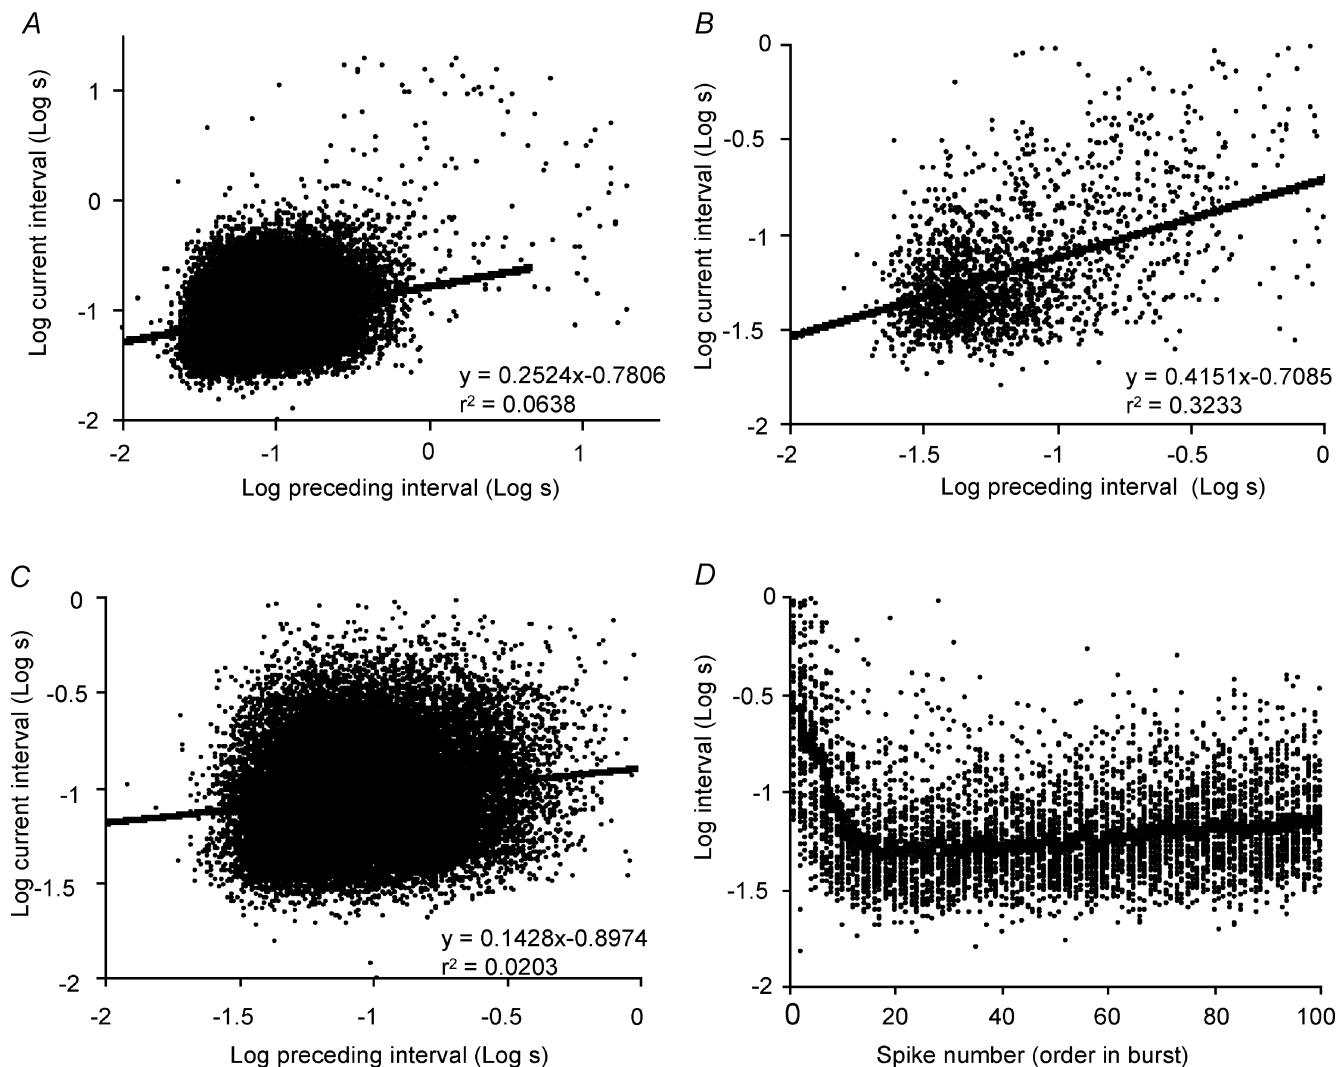 A
B
Log current interval (Log s)
1
0
-1
-2
y = 0.2524x-0.7806
r² = 0.0638
-2
-1
0
1
Log preceding interval (Log s)
Log current interval (Log s)
0
-0.5
-1
-1.5
-2
y = 0.4151x-0.7085
r² = 0.3233
-2
-1.5
-1
-0.5
0
Log preceding interval (Log s)
C
D
Log current interval (Log s)
0
-0.5
-1
-1.5
-2
y = 0.1428x-0.8974
r² = 0.0203
-2
-1.5
-1
-0.5
0
Log preceding interval (Log s)
Log interval (Log s)
0
-0.5
-1
-1.5
-2
0
20
40
60
80
100
Spike number (order in burst)